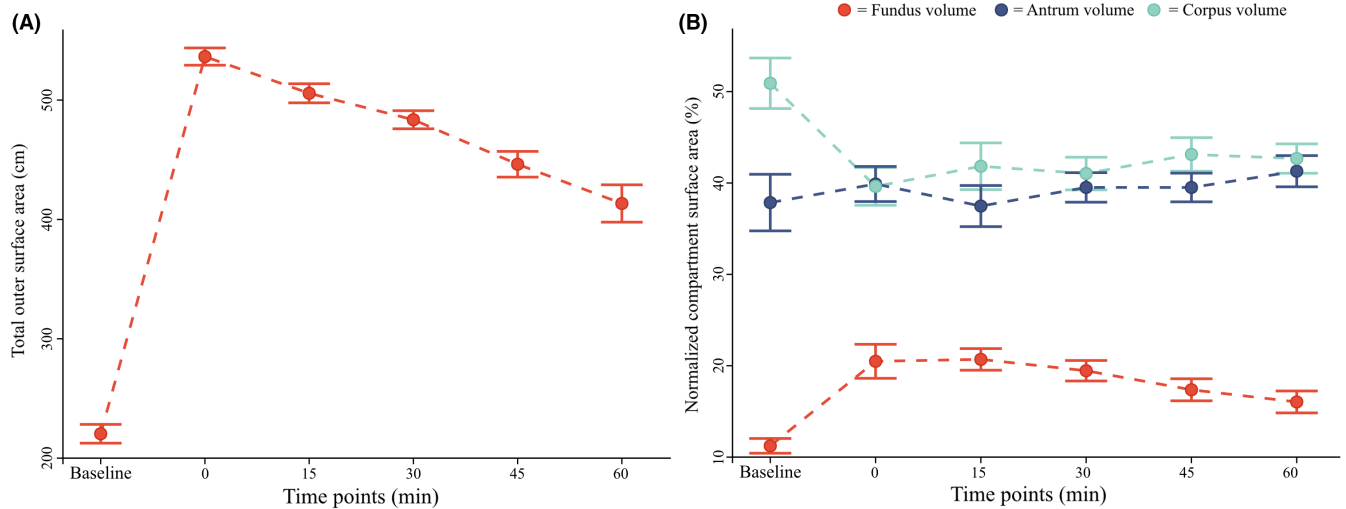 (A)
Total outer surface area (cm)
500
400
300
200
Baseline 0 15 30 45 60
Time points (min)
(B)
= Fundus volume = Antrum volume = Corpus volume
Normalized compartment surface area (%)
50
40
30
20
10
Baseline 0 15 30 45 60
Time points (min)